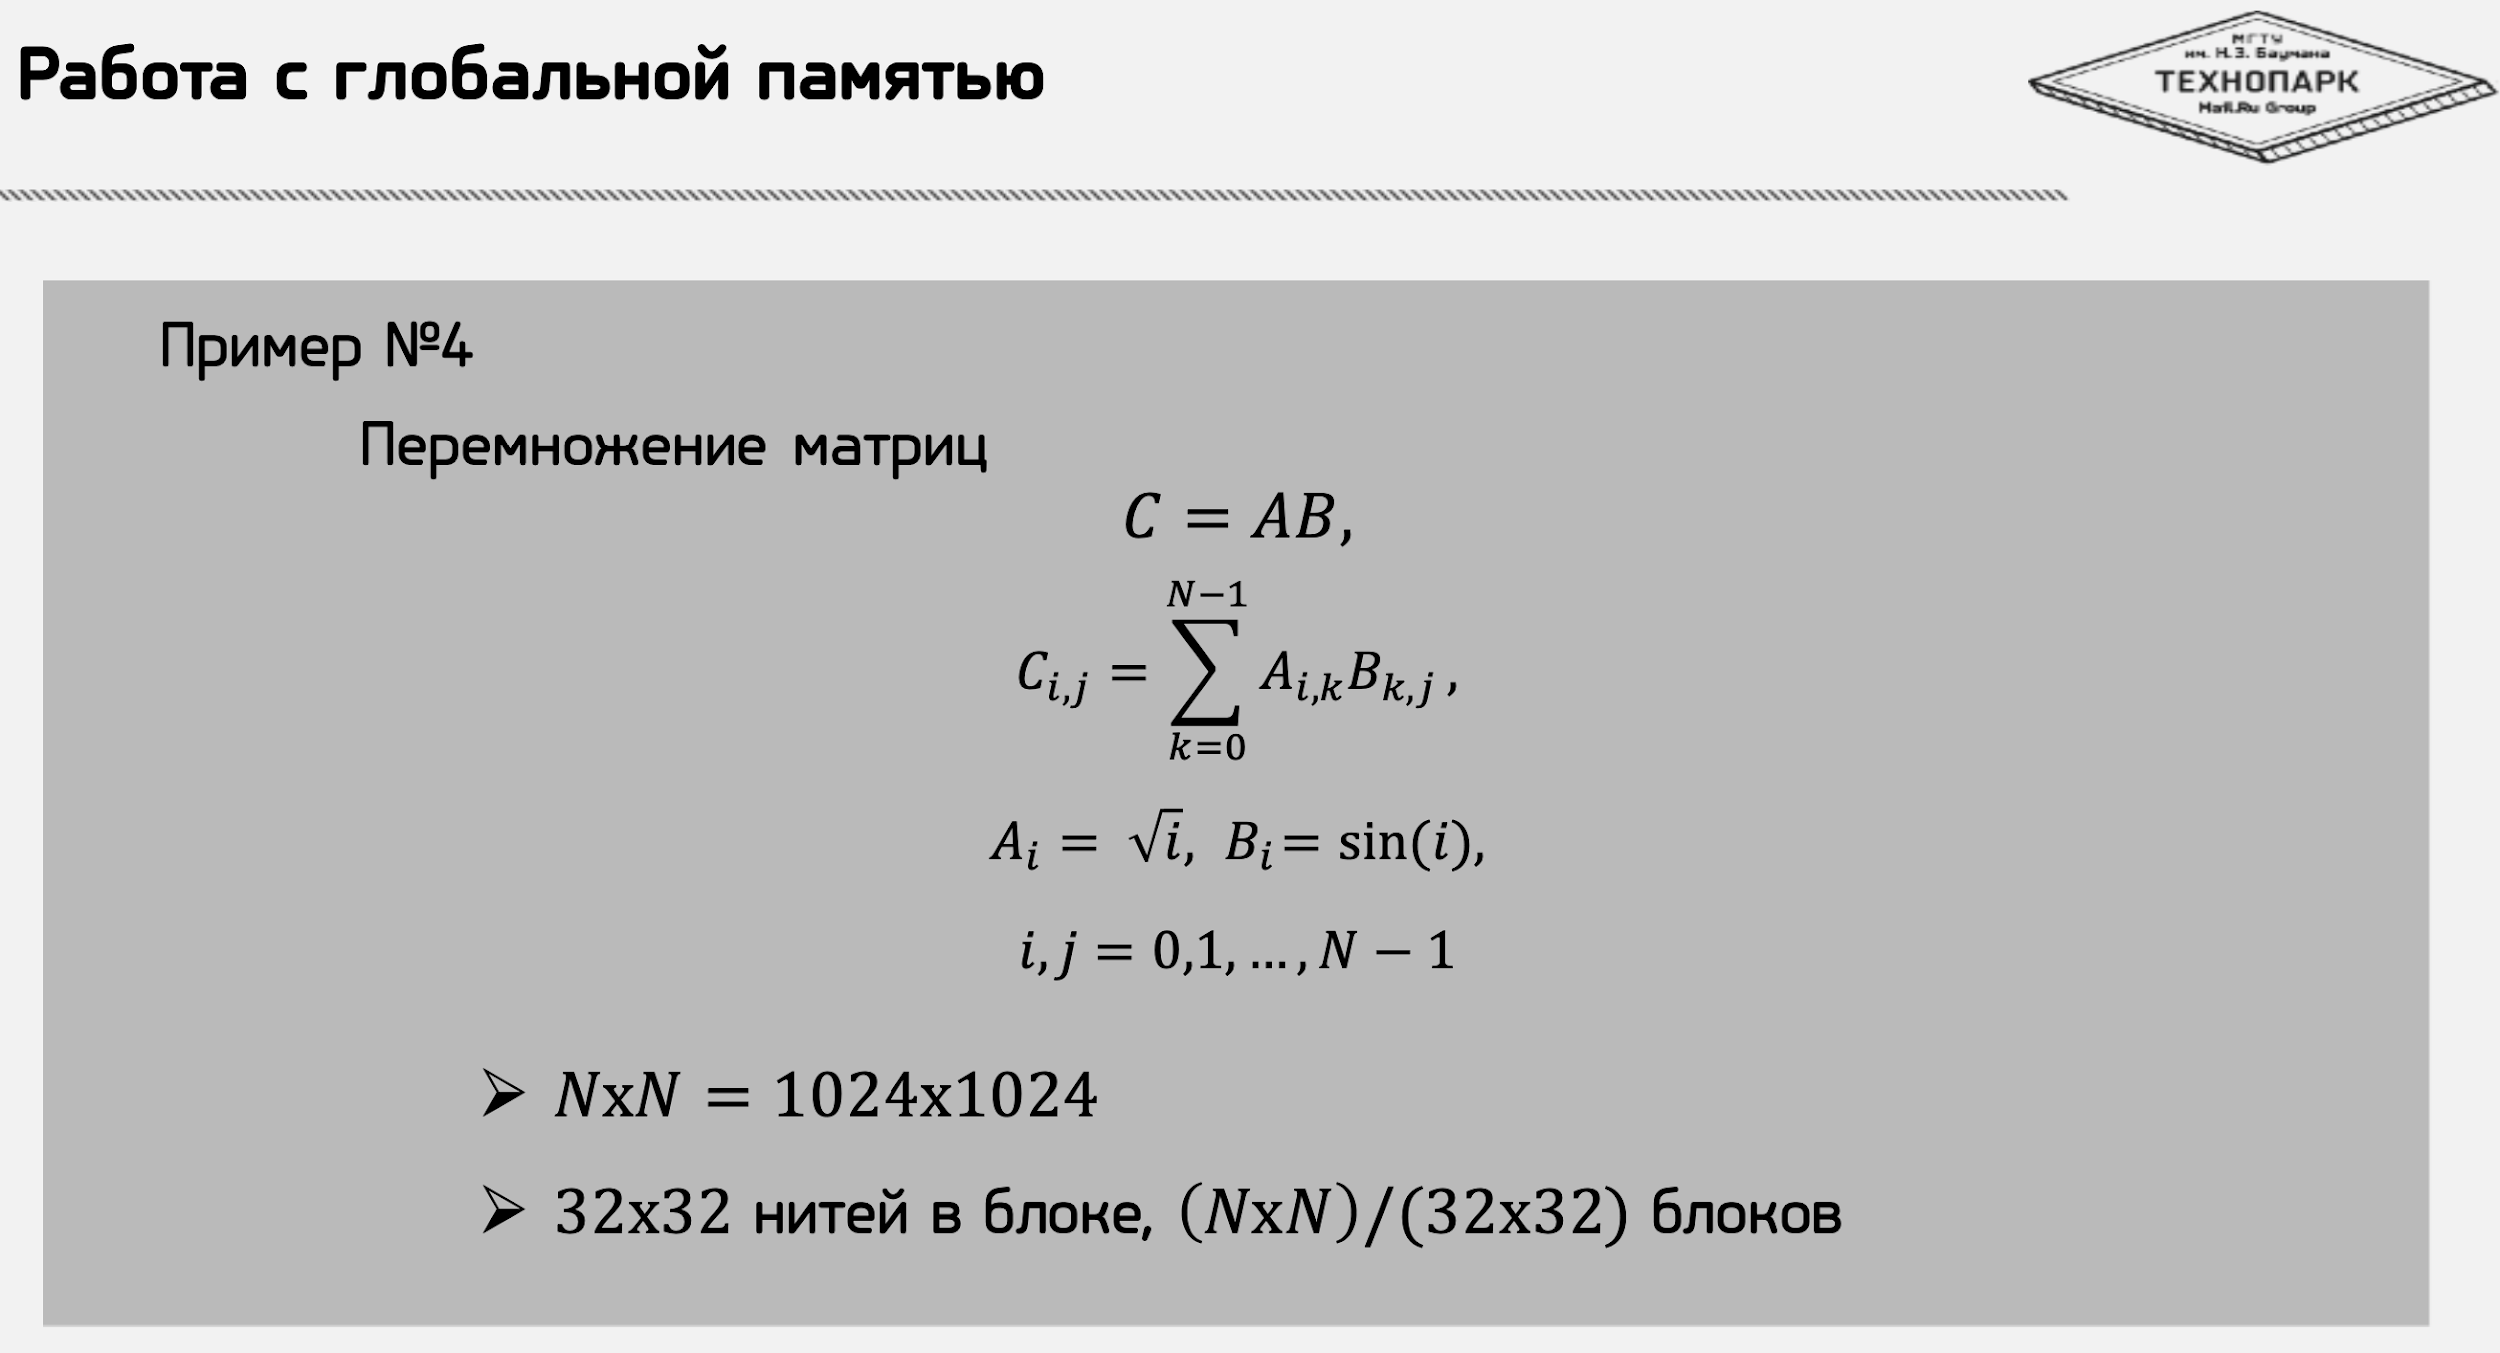 Работа с глобальной памятью
МГТУ
им. Н.Э. Баумана
ТЕХНОПАРК
Mail.Ru Group
Пример №4
Перемножение матриц
C = AB,
N−1
C_{i,j} = ∑ A_{i,k}B_{k,j} ,
k=0
A_i = √i, B_i = sin(i),
i, j = 0,1, … , N − 1
➢ NxN = 1024x1024
➢ 32x32 нитей в блоке, (NxN)/(32x32) блоков